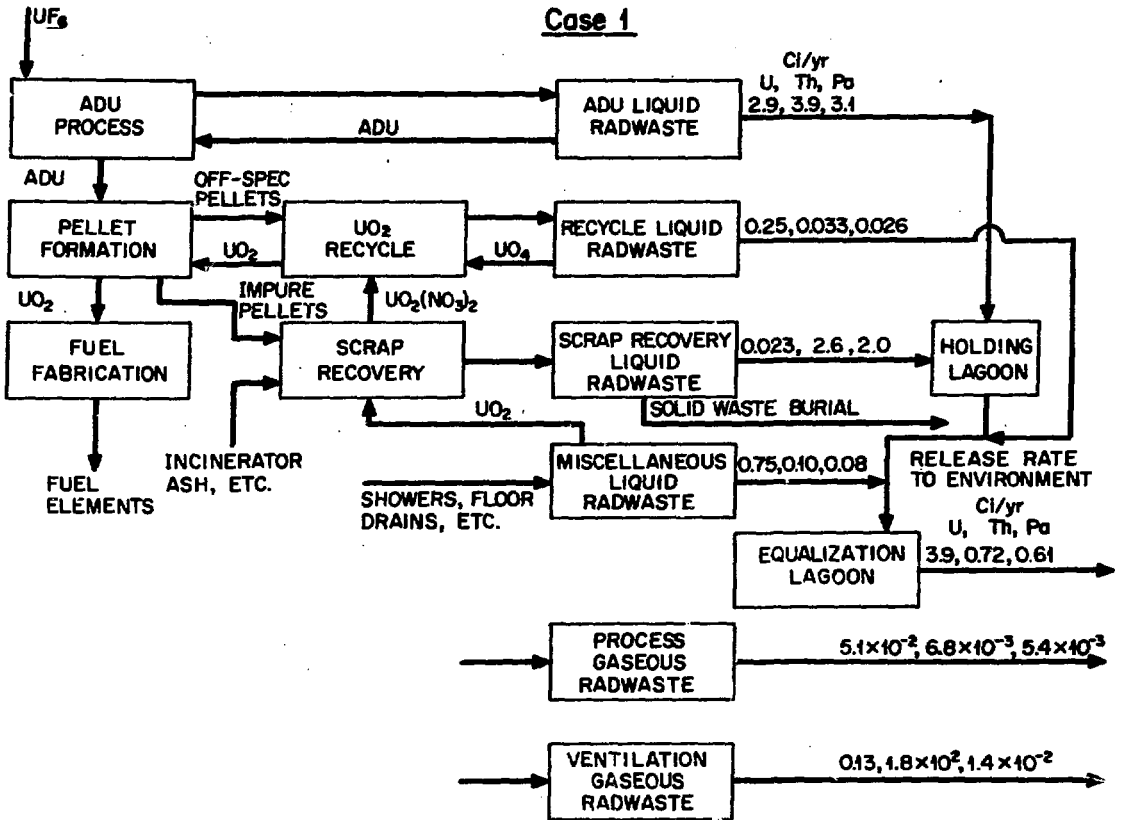 Case 1
UF₆
Ci/yr
U, Th, Pa
ADU
PROCESS
ADU
ADU LIQUID
RADWASTE
2.9, 3.9, 3.1
ADU
OFF-SPEC
PELLETS
PELLET
FORMATION
UO₂
UO₂
RECYCLE
UO₄
RECYCLE LIQUID
RADWASTE
0.25, 0.033, 0.026
UO₂
IMPURE
PELLETS
UO₂(NO₃)₂
FUEL
FABRICATION
SCRAP
RECOVERY
SCRAP RECOVERY
LIQUID
RADWASTE
0.023, 2.6, 2.0
HOLDING
LAGOON
SOLID WASTE BURIAL
UO₂
FUEL
ELEMENTS
INCINERATOR
ASH, ETC.
SHOWERS, FLOOR
DRAINS, ETC.
MISCELLANEOUS
LIQUID
RADWASTE
0.75, 0.10, 0.08
RELEASE RATE
TO ENVIRONMENT
Ci/yr
U, Th, Pa
EQUALIZATION
LAGOON
3.9, 0.72, 0.61
PROCESS
GASEOUS
RADWASTE
5.1×10⁻², 6.8×10⁻³, 5.4×10⁻³
VENTILATION
GASEOUS
RADWASTE
0.13, 1.8×10², 1.4×10⁻²